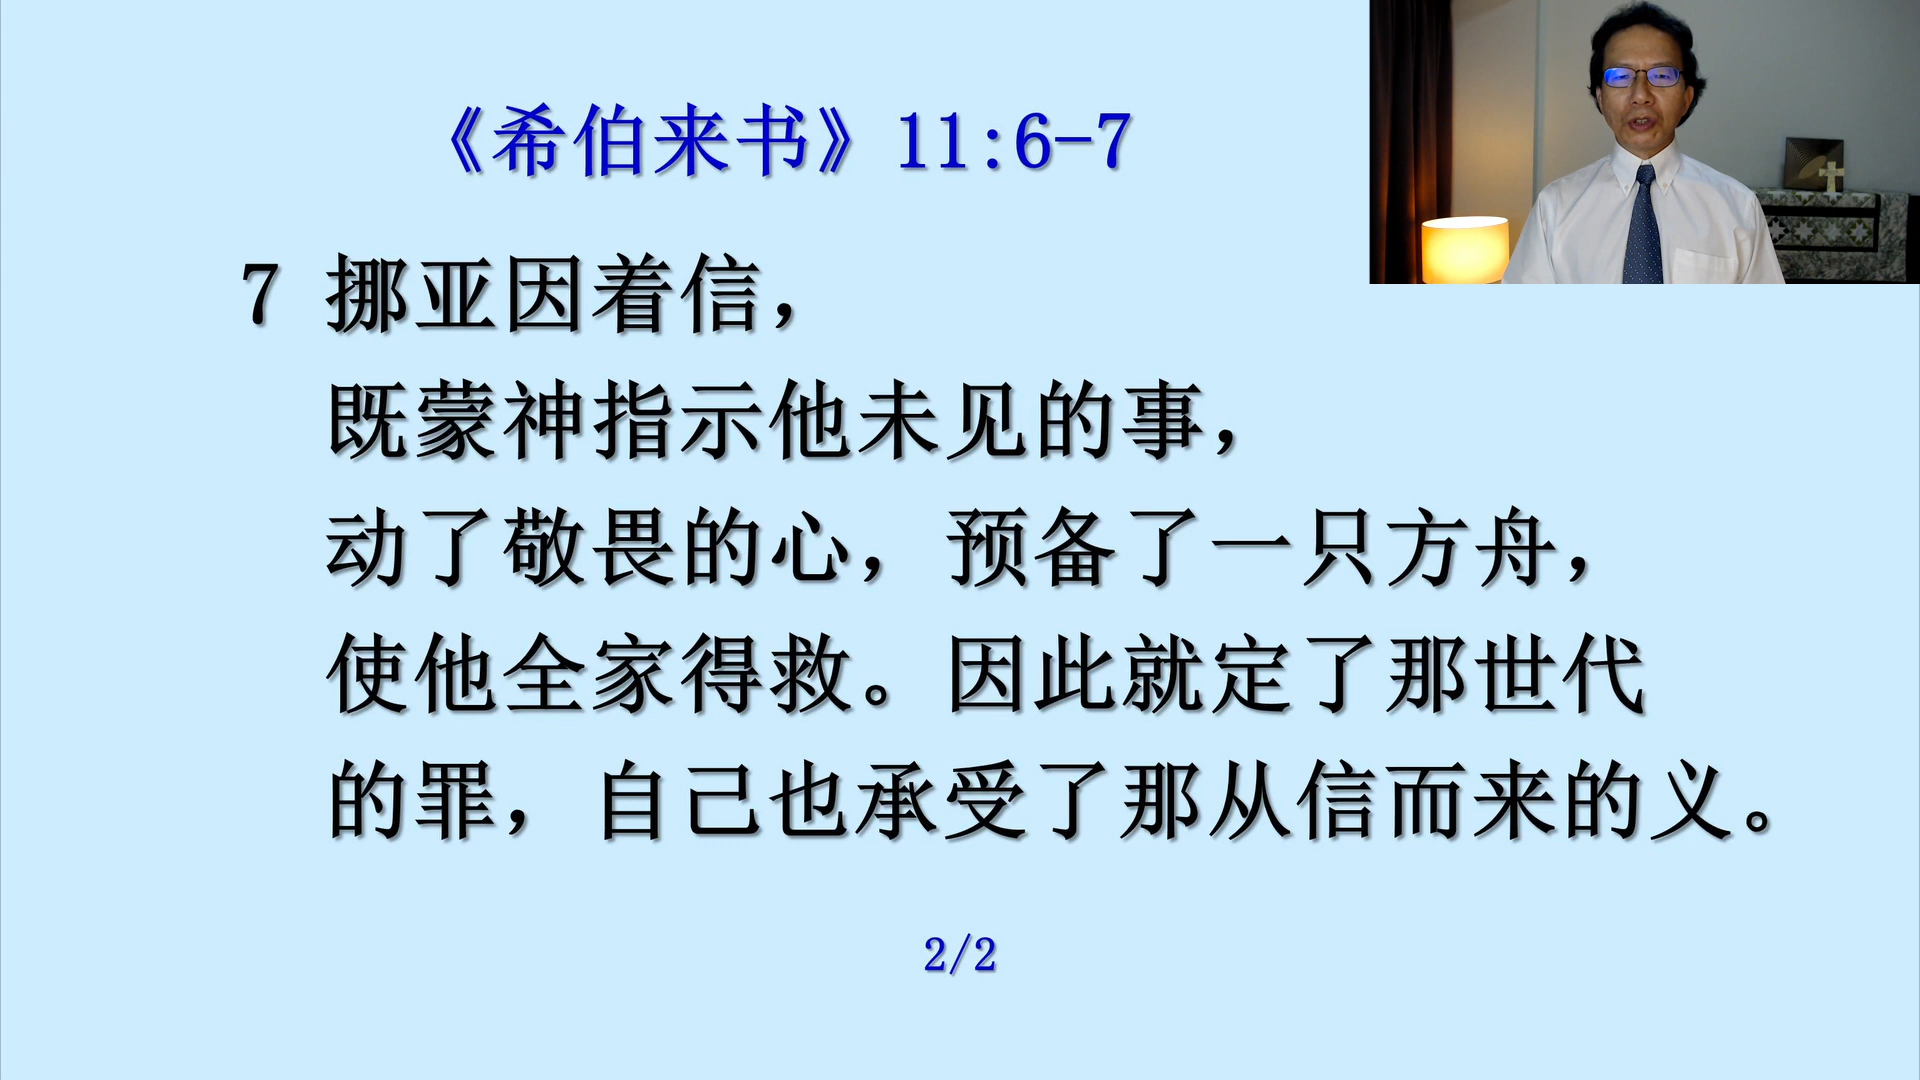 《希伯来书》11:6-7
7 挪亚因着信，
既蒙神指示他未见的事，
动了敬畏的心，预备了一只方舟，
使他全家得救。因此就定了那世代
的罪，自己也承受了那从信而来的义。
2/2